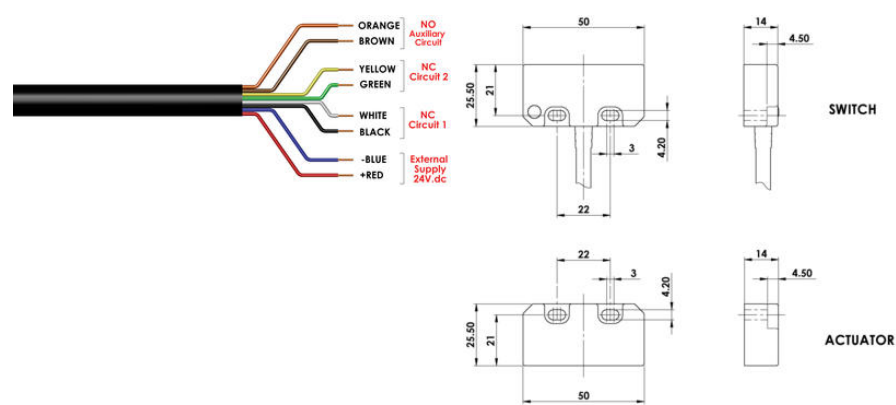 ORANGE
BROWN
NO
Auxiliary
Circuit
YELLOW
GREEN
NC
Circuit 2
WHITE
BLACK
NC
Circuit 1
-BLUE
+RED
External
Supply
24V.dc
50
14
4.50
25.50
21
4.20
3
22
SWITCH
22
14
3
4.50
4.20
25.50
21
50
ACTUATOR